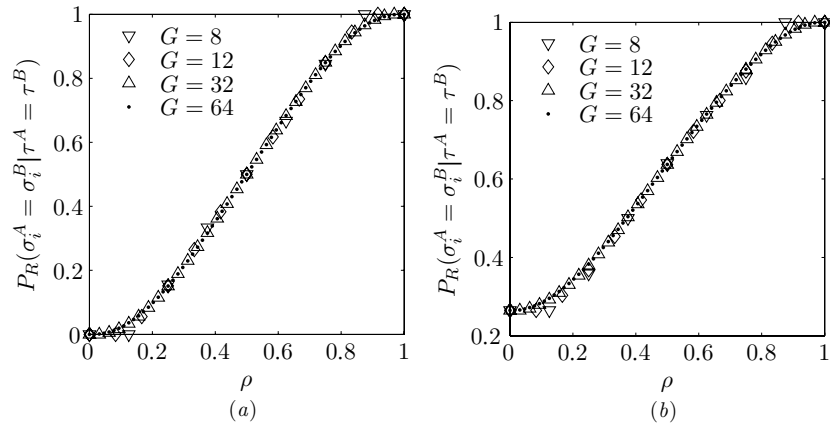 1
0.8
0.6
0.4
0.2
0
P_R(σ_i^A = σ_i^B | τ^A = τ^B)
▽ G = 8
◇ G = 12
△ G = 32
• G = 64
0 0.2 0.4 0.6 0.8 1
ρ
(a)
1
0.8
0.6
0.4
0.2
P_R(σ_i^A = σ_i^B | τ^A = τ^B)
▽ G = 8
◇ G = 12
△ G = 32
• G = 64
0 0.2 0.4 0.6 0.8 1
ρ
(b)